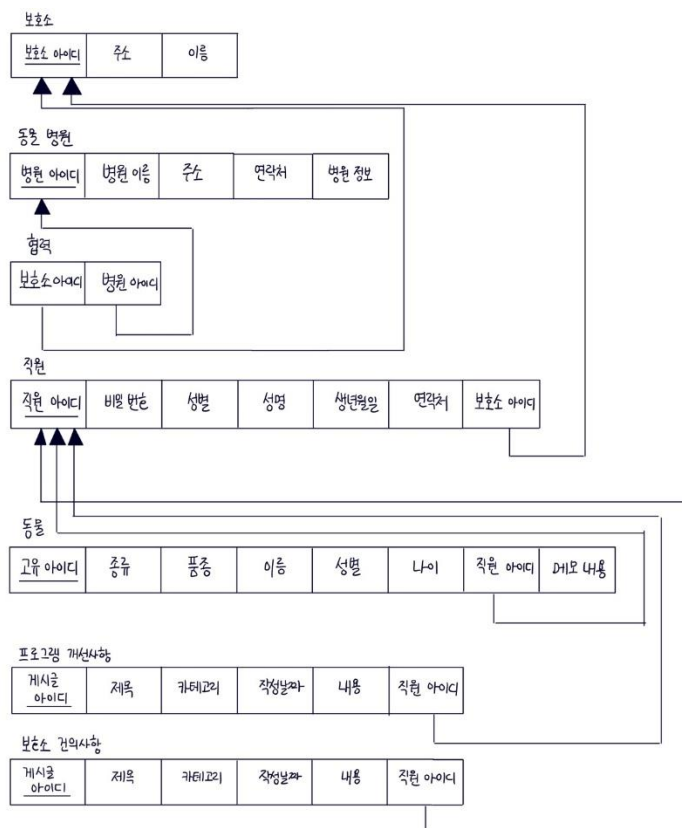 보호소
보호소 아이디 주소 이름
동물 병원
병원 아이디 병원 이름 주소 연락처 병원 정보
협력
보호소 아이디 병원 아이디
직원
직원 아이디 비밀 번호 성별 성명 생년월일 연락처 보호소 아이디
동물
고유 아이디 종류 품종 이름 성별 나이 직원 아이디 메모 내용
프로그램 개선사항
게시글 아이디 제목 카테고리 작성날짜 내용 직원 아이디
보호소 건의사항
게시글 아이디 제목 카테고리 작성날짜 내용 직원 아이디